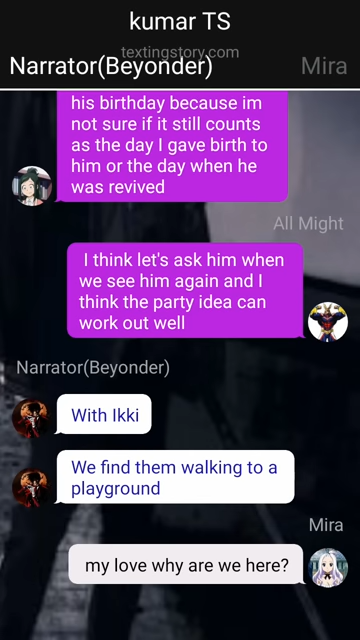 kumar TS
textingstory.com
Narrator(Beyonder)
Mira
his birthday because im
not sure if it still counts
as the day I gave birth to
him or the day when he
was revived
All Might
I think let's ask him when
we see him again and I
think the party idea can
work out well
Narrator(Beyonder)
With Ikki
We find them walking to a
playground
Mira
my love why are we here?